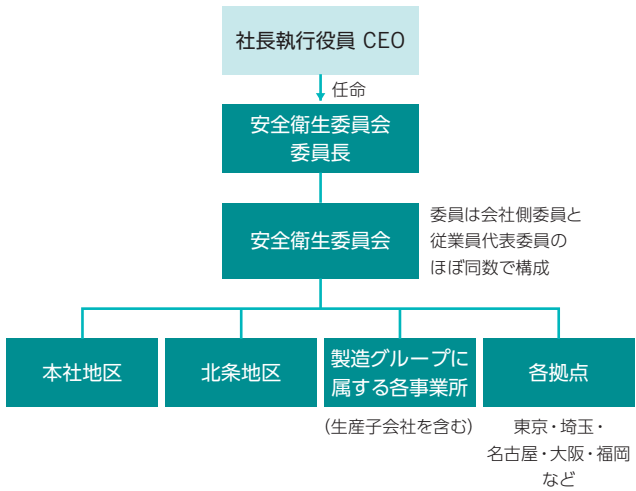 社長執行役員 CEO
任命
安全衛生委員会
委員長
安全衛生委員会
委員は会社側委員と
従業員代表委員の
ほぼ同数で構成
本社地区
北条地区
製造グループに
属する各事業所
各拠点
(生産子会社を含む)
東京・埼玉・
名古屋・大阪・福岡
など